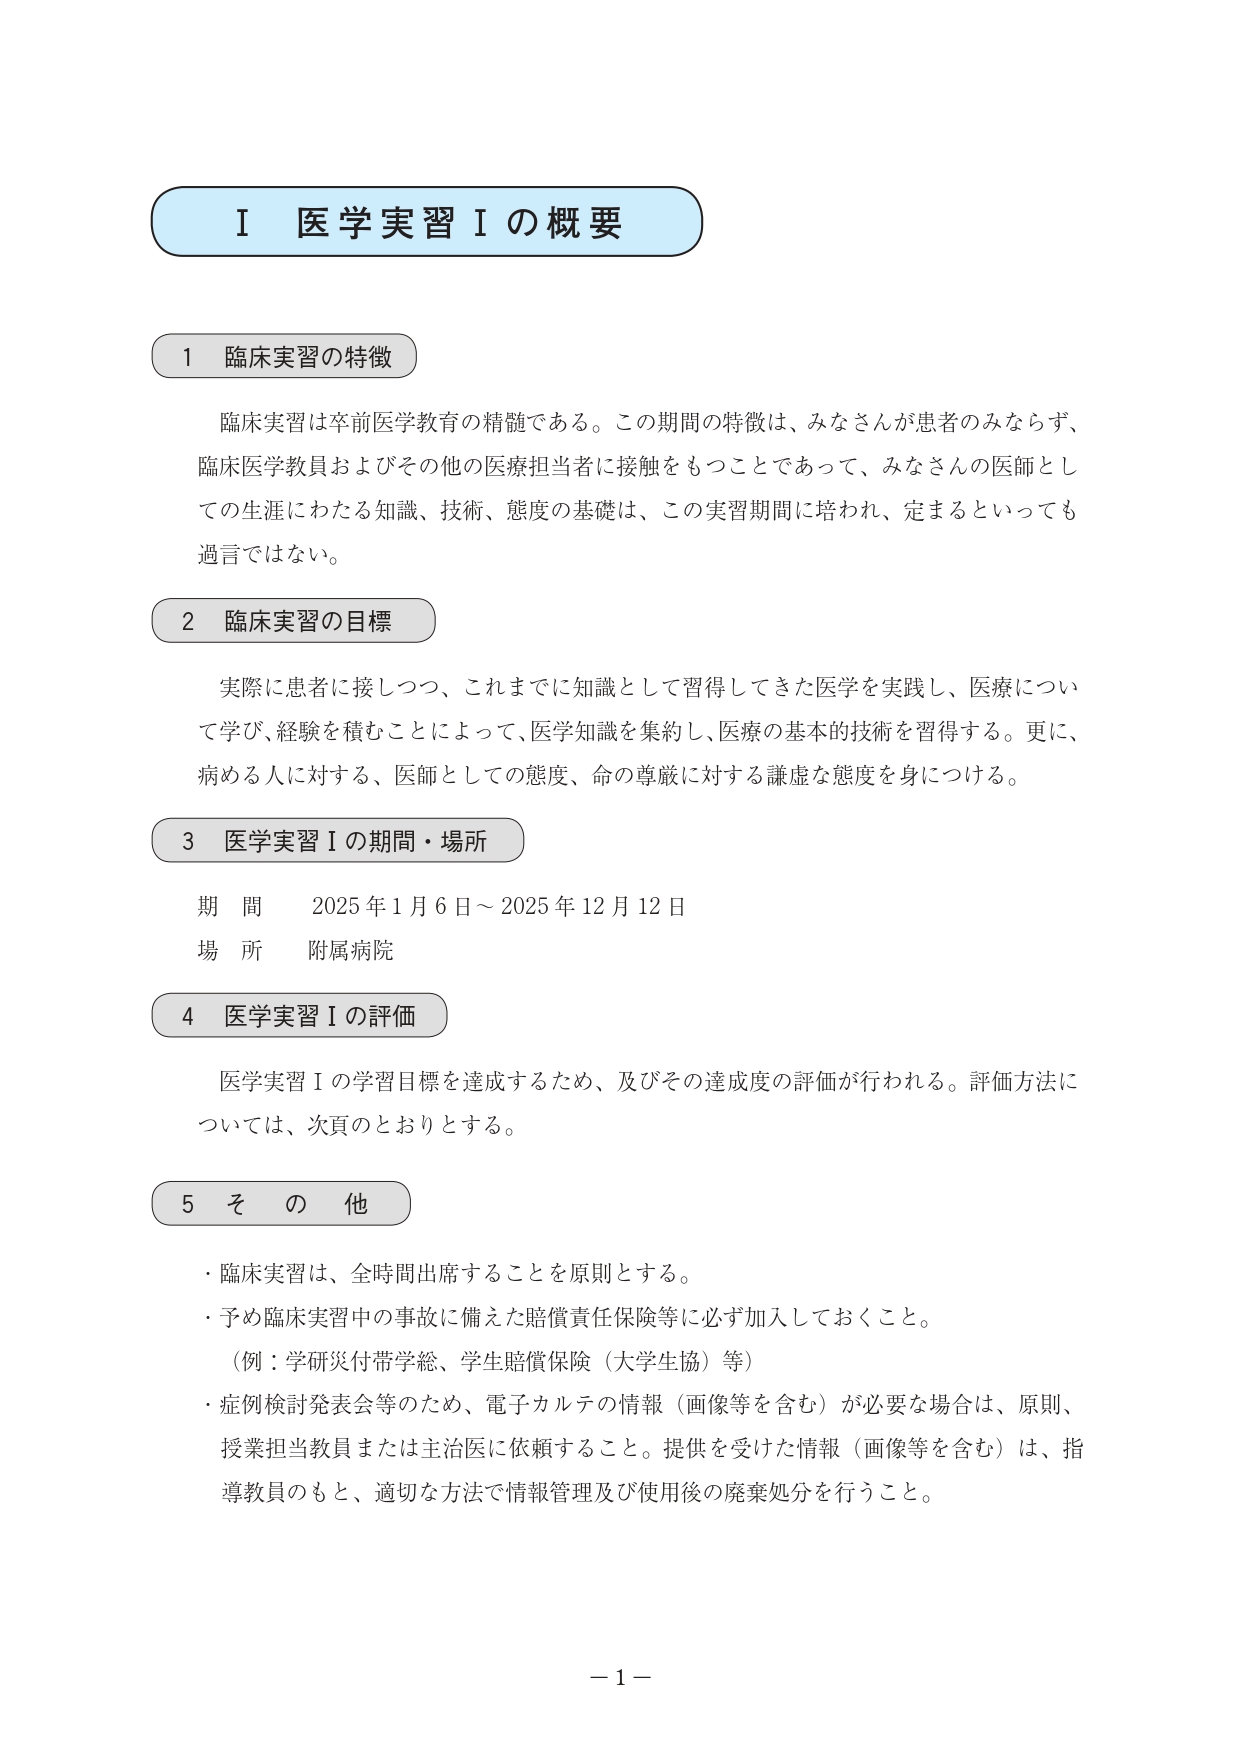 Ⅰ　医学実習Ⅰの概要
1　臨床実習の特徴
臨床実習は卒前医学教育の精髄である。この期間の特徴は、みなさんが患者のみならず、
臨床医学教員およびその他の医療担当者に接触をもつことであって、みなさんの医師とし
ての生涯にわたる知識、技術、態度の基礎は、この実習期間に培われ、定まるといっても
過言ではない。
2　臨床実習の目標
実際に患者に接しつつ、これまでに知識として習得してきた医学を実践し、医療につい
て学び、経験を積むことによって、医学知識を集約し、医療の基本的技術を習得する。更に、
病める人に対する、医師としての態度、命の尊厳に対する謙虚な態度を身につける。
3　医学実習Ⅰの期間・場所
期　間　　2025年1月6日～2025年12月12日
場　所　　附属病院
4　医学実習Ⅰの評価
医学実習Ⅰの学習目標を達成するため、及びその達成度の評価が行われる。評価方法に
ついては、次頁のとおりとする。
5　そ　の　他
・臨床実習は、全時間出席することを原則とする。
・予め臨床実習中の事故に備えた賠償責任保険等に必ず加入しておくこと。
（例：学研災付帯学総、学生賠償保険（大学生協）等）
・症例検討発表会等のため、電子カルテの情報（画像等を含む）が必要な場合は、原則、
授業担当教員または主治医に依頼すること。提供を受けた情報（画像等を含む）は、指
導教員のもと、適切な方法で情報管理及び使用後の廃棄処分を行うこと。
－1－